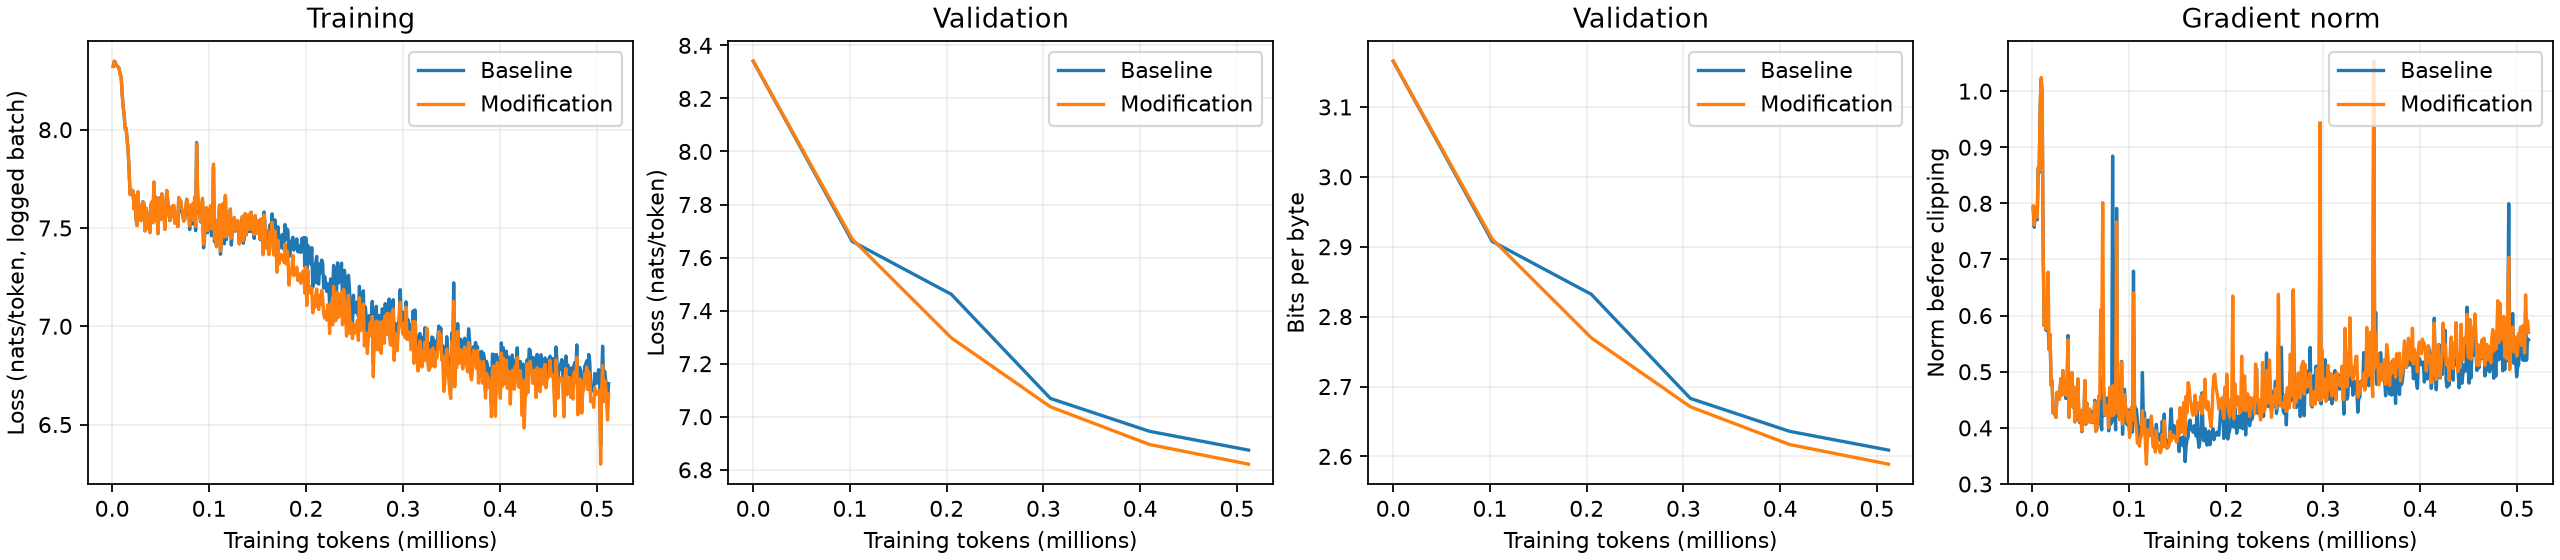 Training
Loss (nats/token, logged batch)
8.0
7.5
7.0
6.5
0.0 0.1 0.2 0.3 0.4 0.5
Training tokens (millions)
Baseline
Modification
Validation
Loss (nats/token)
8.4
8.2
8.0
7.8
7.6
7.4
7.2
7.0
6.8
0.0 0.1 0.2 0.3 0.4 0.5
Training tokens (millions)
Baseline
Modification
Validation
Bits per byte
3.1
3.0
2.9
2.8
2.7
2.6
0.0 0.1 0.2 0.3 0.4 0.5
Training tokens (millions)
Baseline
Modification
Gradient norm
Norm before clipping
1.0
0.9
0.8
0.7
0.6
0.5
0.4
0.3
0.0 0.1 0.2 0.3 0.4 0.5
Training tokens (millions)
Baseline
Modification